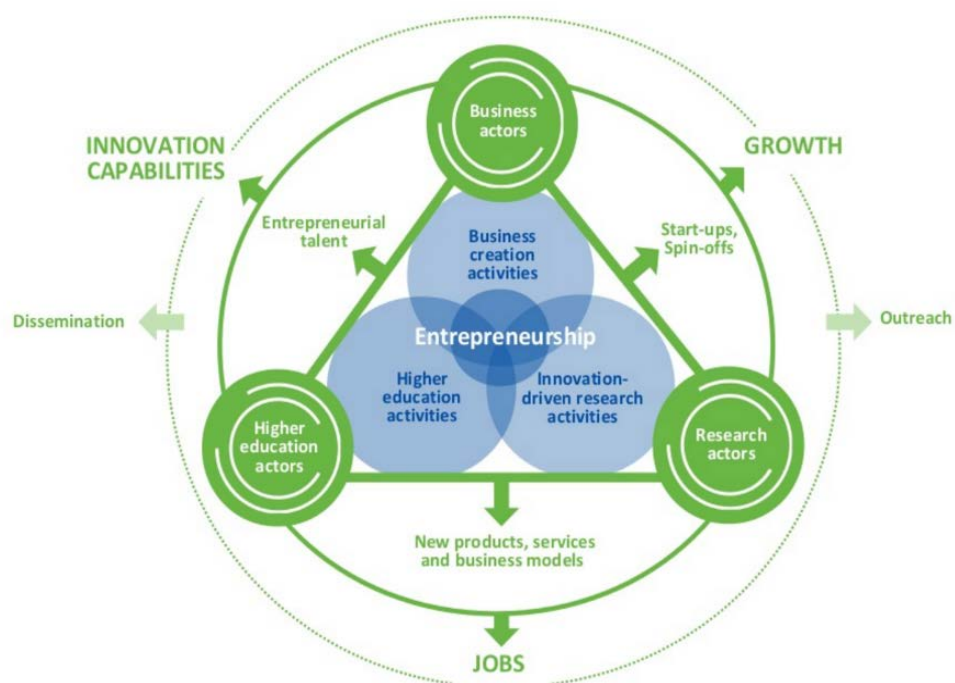 Business
actors
INNOVATION
CAPABILITIES
GROWTH
Entrepreneurial
talent
Business
creation
activities
Start-ups,
Spin-offs
Dissemination
Outreach
Entrepreneurship
Higher
education
activities
Innovation-
driven research
activities
Higher
education
actors
Research
actors
New products, services
and business models
JOBS